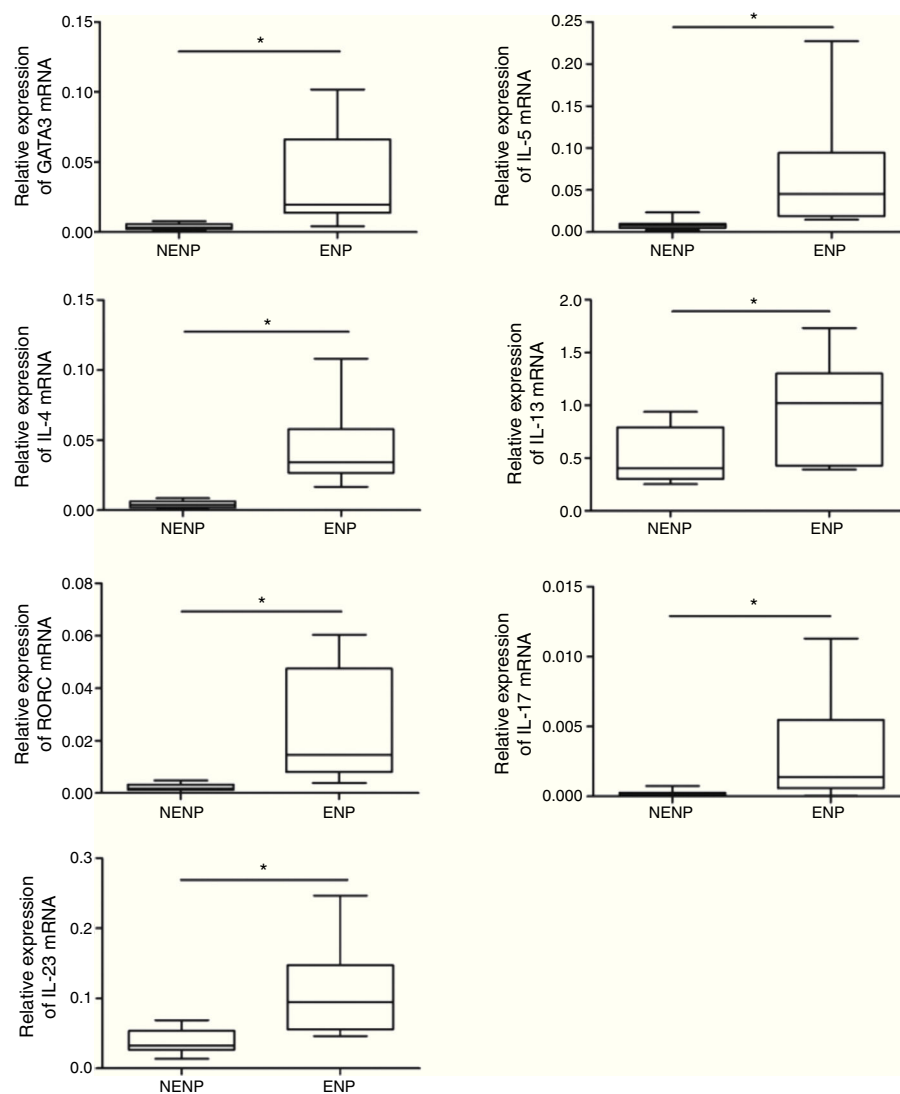 Relative expression
of GATA3 mRNA
0.15
0.10
0.05
0.00
*
NENP
ENP
Relative expression
of IL-5 mRNA
0.25
0.20
0.15
0.10
0.05
0.00
*
NENP
ENP
Relative expression
of IL-4 mRNA
0.15
0.10
0.05
0.00
*
NENP
ENP
Relative expression
of IL-13 mRNA
2.0
1.5
1.0
0.5
0.0
*
NENP
ENP
Relative expression
of RORC mRNA
0.08
0.06
0.04
0.02
0.00
*
NENP
ENP
Relative expression
of IL-17 mRNA
0.015
0.010
0.005
0.000
*
NENP
ENP
Relative expression
of IL-23 mRNA
0.3
0.2
0.1
0.0
*
NENP
ENP